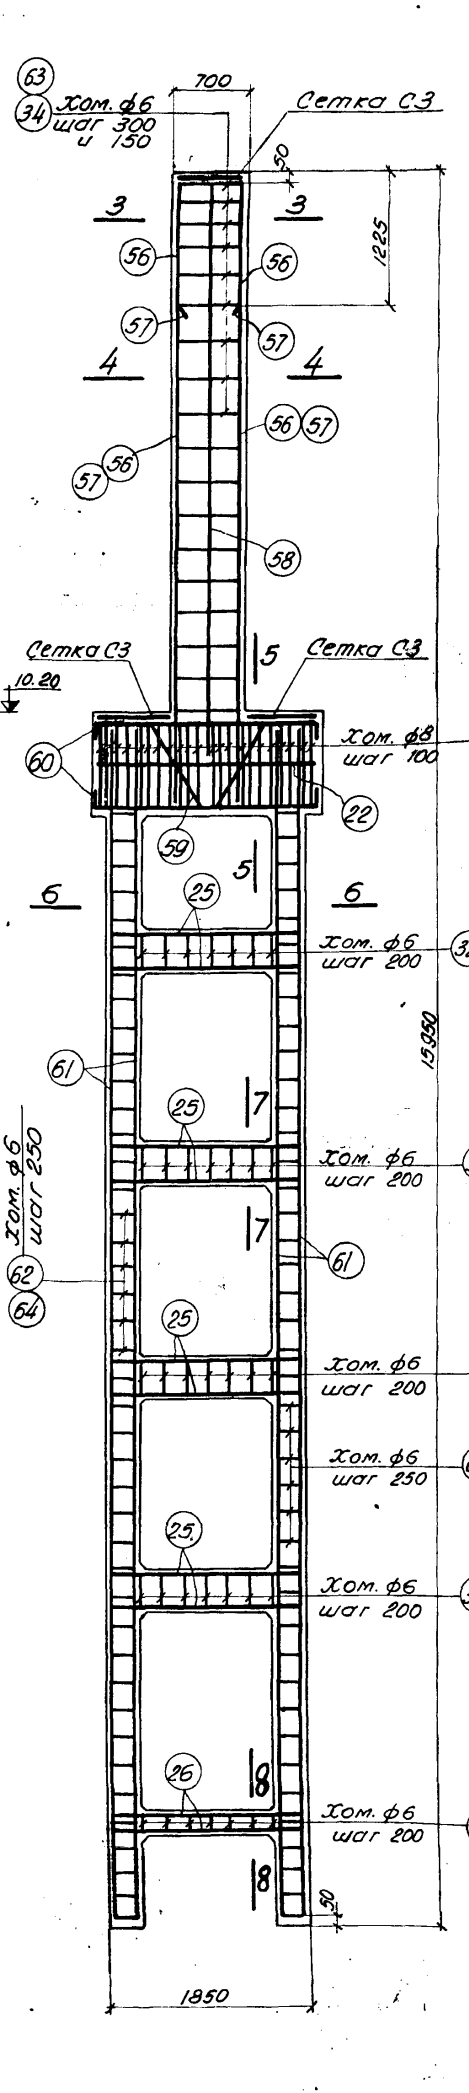 63
34 Хом. ф6
шаг 300
и 150
700
Сетка С3
50
3 3
1225
56 56
57 57
4 4
56 57
56
57
58
5
Сетка С3 Сетка С3
10.20
Хом. ф8
шаг 100
60
22
59
5
25
6 6
Хом. ф6
шаг 200
15950
61
7
25
Хом. ф6
шаг 200
Хом. ф6
шаг 250
7
61
62
64
25
Хом. ф6
шаг 200
Хом. ф6
шаг 250
25
Хом. ф6
шаг 200
8
26
Хом. ф6
шаг 200
8
50
1850